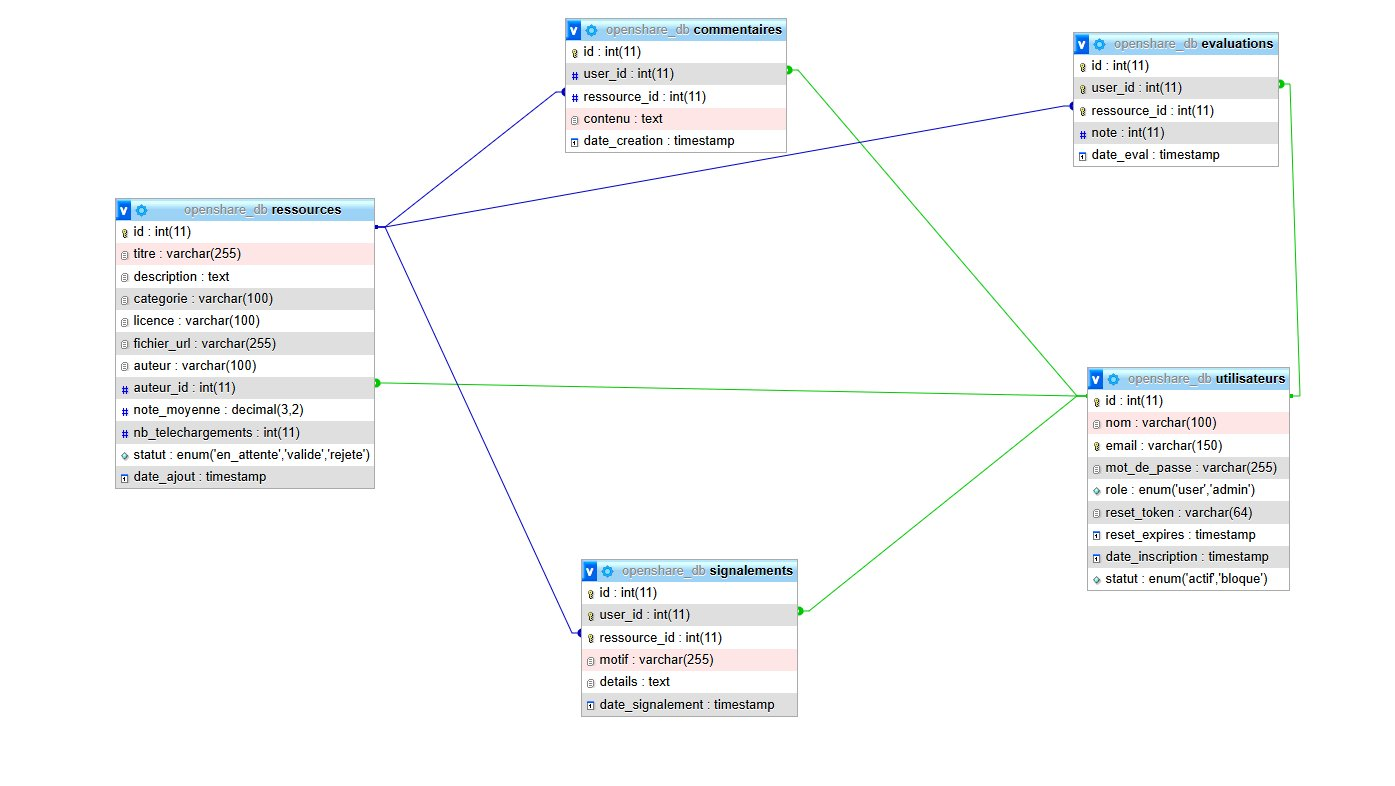 openshare_db commentaires
id : int(11)
user_id : int(11)
ressource_id : int(11)
contenu : text
date_creation : timestamp
openshare_db evaluations
id : int(11)
user_id : int(11)
ressource_id : int(11)
note : int(11)
date_eval : timestamp
openshare_db ressources
id : int(11)
titre : varchar(255)
description : text
categorie : varchar(100)
licence : varchar(100)
fichier_url : varchar(255)
auteur : varchar(100)
auteur_id : int(11)
note_moyenne : decimal(3,2)
nb_telechargements : int(11)
statut : enum('en_attente','valide','rejete')
date_ajout : timestamp
openshare_db utilisateurs
id : int(11)
nom : varchar(100)
email : varchar(150)
mot_de_passe : varchar(255)
role : enum('user','admin')
reset_token : varchar(64)
reset_expires : timestamp
date_inscription : timestamp
statut : enum('actif','bloque')
openshare_db signalements
id : int(11)
user_id : int(11)
ressource_id : int(11)
motif : varchar(255)
details : text
date_signalement : timestamp